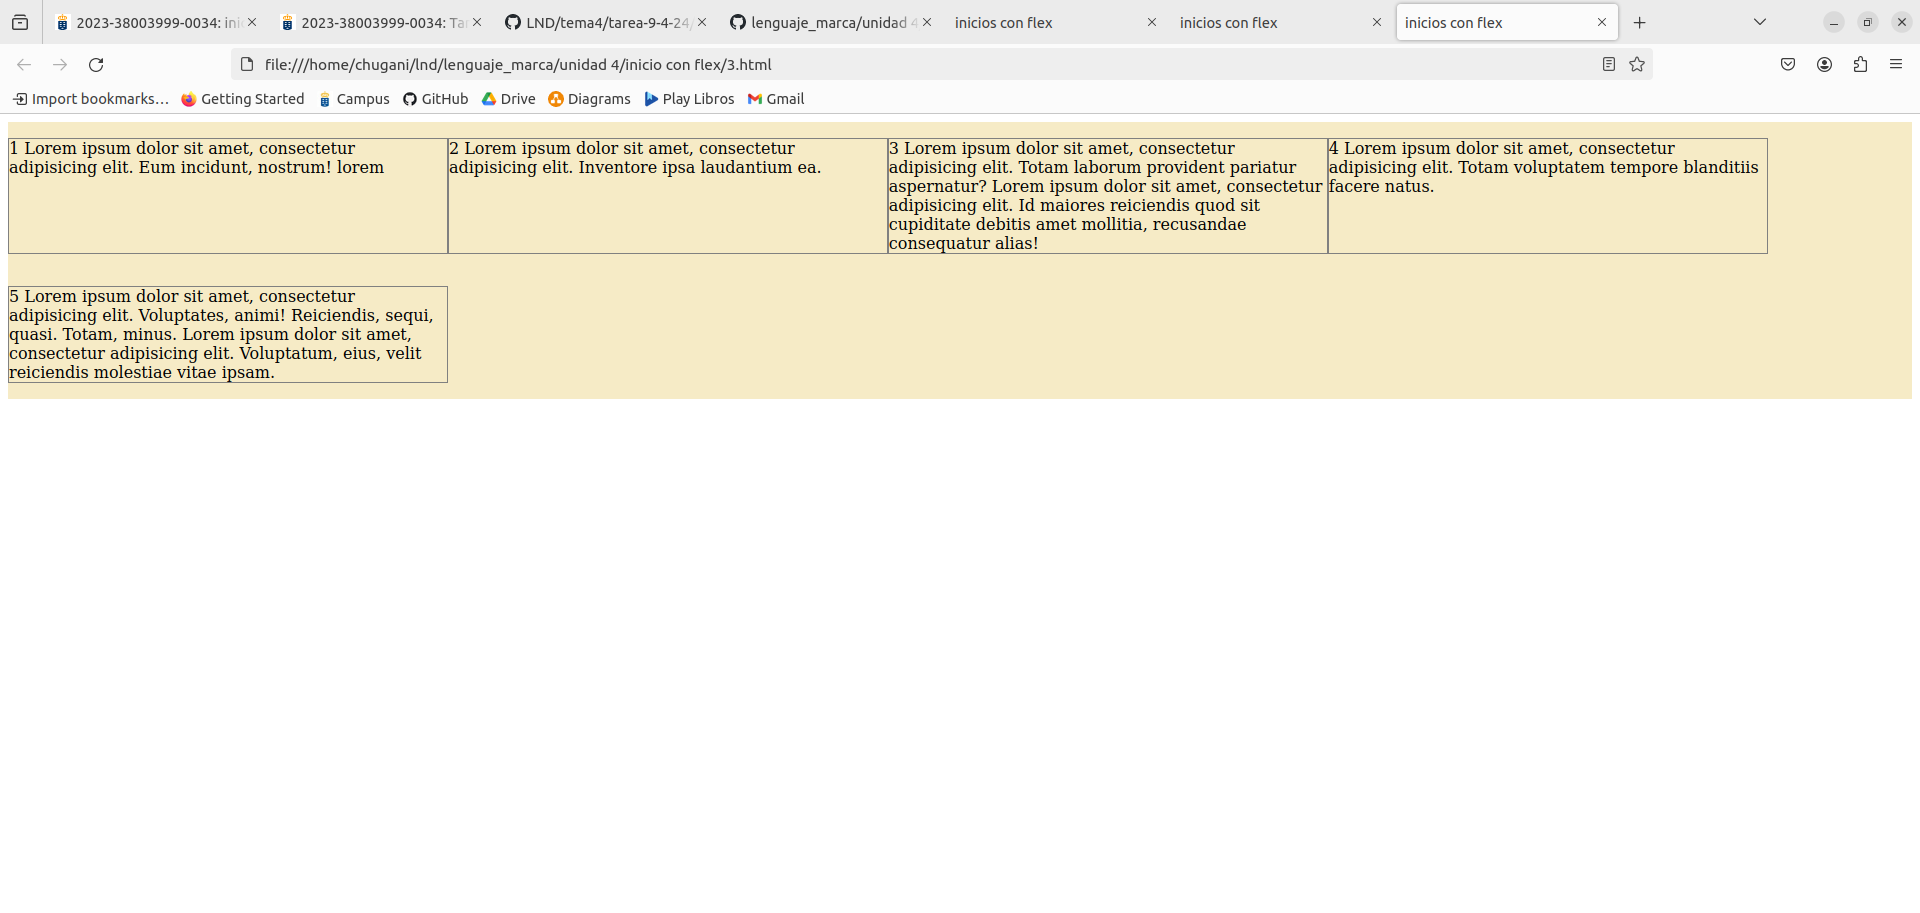 2023-38003999-0034: ini
2023-38003999-0034: Tar
LND/tema4/tarea-9-4-24/
lenguaje_marca/unidad 4
inicios con flex
inicios con flex
inicios con flex
file:///home/chugani/lnd/lenguaje_marca/unidad 4/inicio con flex/3.html
Import bookmarks...
Getting Started
Campus
GitHub
Drive
Diagrams
Play Libros
Gmail
1 Lorem ipsum dolor sit amet, consectetur
adipisicing elit. Eum incidunt, nostrum! lorem
2 Lorem ipsum dolor sit amet, consectetur
adipisicing elit. Inventore ipsa laudantium ea.
3 Lorem ipsum dolor sit amet, consectetur
adipisicing elit. Totam laborum provident pariatur
aspernatur? Lorem ipsum dolor sit amet, consectetur
adipisicing elit. Id maiores reiciendis quod sit
cupiditate debitis amet mollitia, recusandae
consequatur alias!
4 Lorem ipsum dolor sit amet, consectetur
adipisicing elit. Totam voluptatem tempore blanditiis
facere natus.
5 Lorem ipsum dolor sit amet, consectetur
adipisicing elit. Voluptates, animi! Reiciendis, sequi,
quasi. Totam, minus. Lorem ipsum dolor sit amet,
consectetur adipisicing elit. Voluptatum, eius, velit
reiciendis molestiae vitae ipsam.